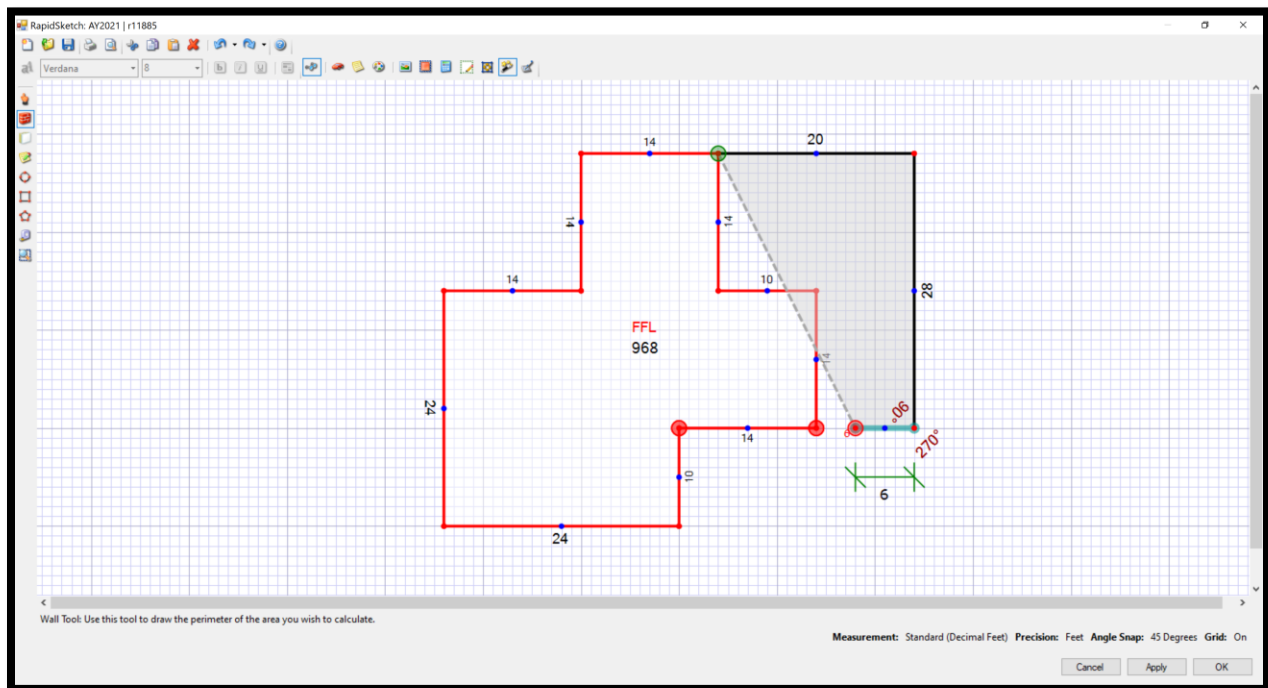 RapidSketch: AY2021 | r11885
Verdana
8
b i U
14
20
14
14
14
10
28
FFL
968
14
24
90°
6
14
270°
10
6
24
Wall Tool: Use this tool to draw the perimeter of the area you wish to calculate.
Measurement: Standard (Decimal Feet) Precision: Feet Angle Snap: 45 Degrees Grid: On
Cancel Apply OK